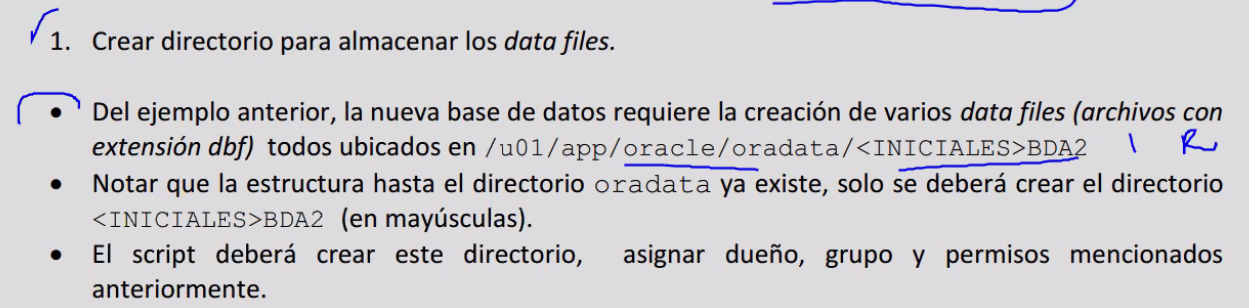 1. Crear directorio para almacenar los data files.
• Del ejemplo anterior, la nueva base de datos requiere la creación de varios data files (archivos con
extensión dbf) todos ubicados en /u01/app/oracle/oradata/<INICIALES>BDA2
• Notar que la estructura hasta el directorio oradata ya existe, solo se deberá crear el directorio
<INICIALES>BDA2 (en mayúsculas).
• El script deberá crear este directorio, asignar dueño, grupo y permisos mencionados
anteriormente.